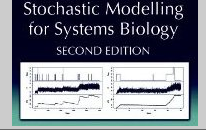 Stochastic Modelling
for Systems Biology
SECOND EDITION